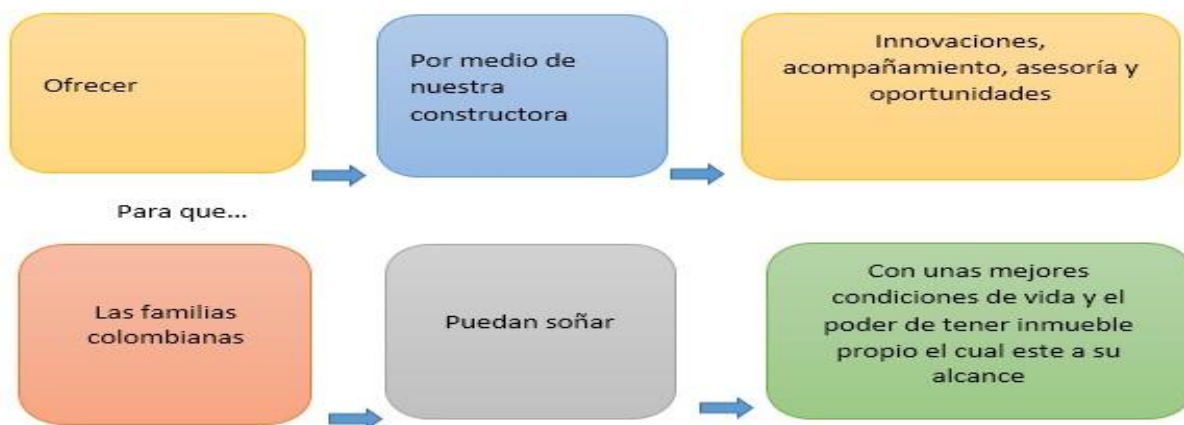 Ofrecer
Por medio de
nuestra
constructora
Innovaciones,
acompañamiento, asesoría y
oportunidades
Para que...
Las familias
colombianas
Puedan soñar
Con unas mejores
condiciones de vida y el
poder de tener inmueble
propio el cual este a su
alcance